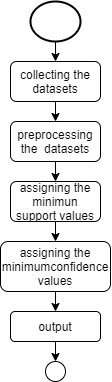 collecting the
datasets
preprocessing
the datasets
assigning the
minimun
support values
assigning the
minimumconfidence
values
output